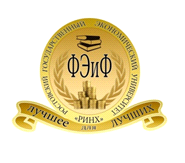 РОСТОВСКИЙ ГОСУДАРСТВЕННЫЙ ЭКОНОМИЧЕСКИЙ УНИВЕРСИТЕТ
ФЭиФ
"РИНХ"
ЛУЧШЕЕ ДЛЯ ЛУЧШИХ